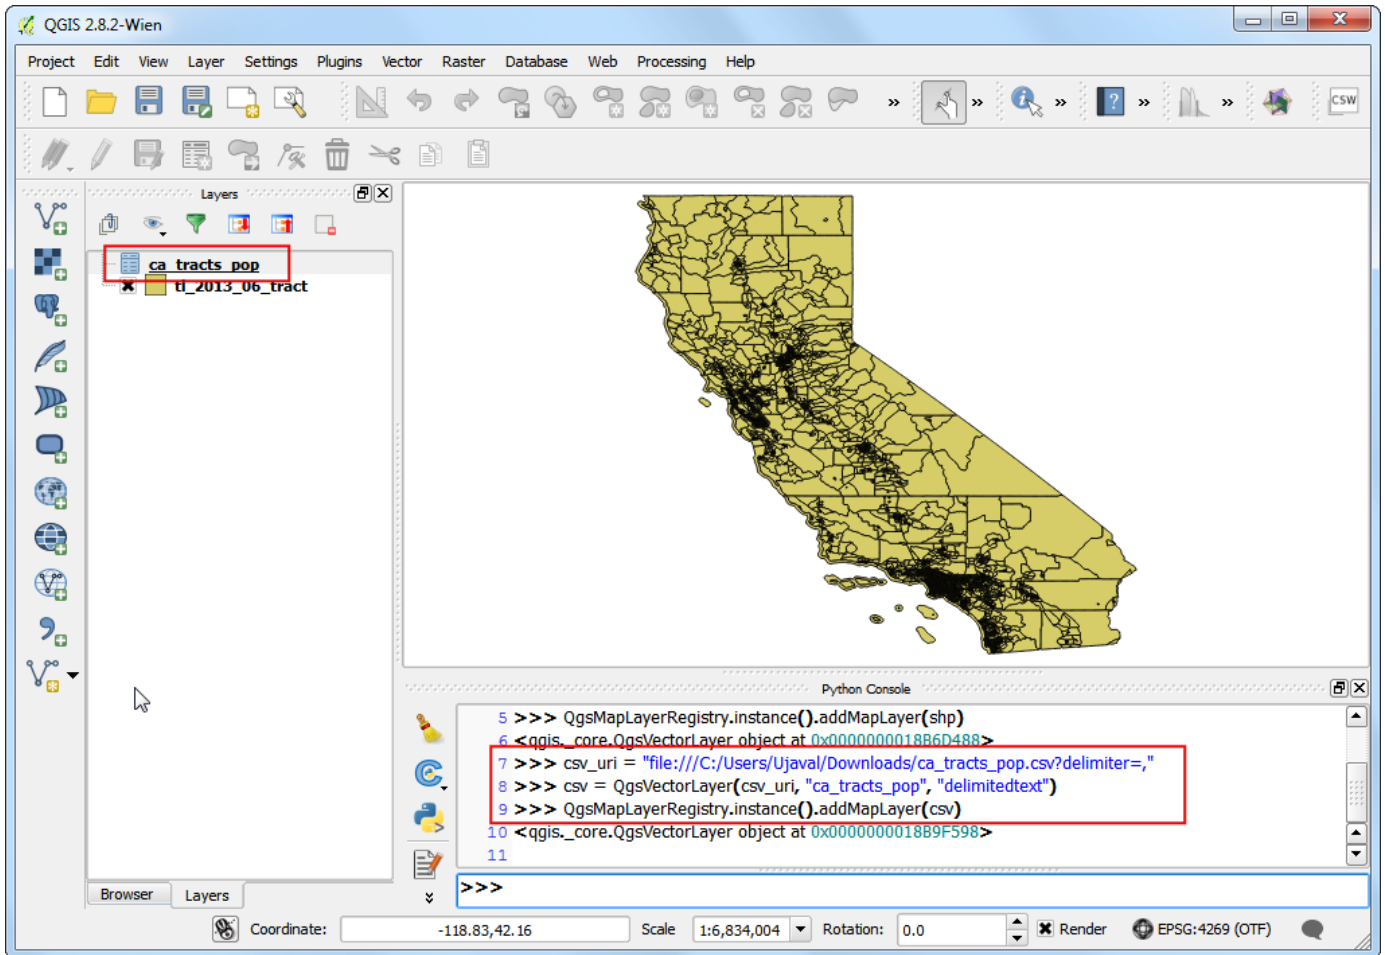 QGIS 2.8.2-Wien
Project Edit View Layer Settings Plugins Vector Raster Database Web Processing Help
» » » ? » » CSW
Layers
ca_tracts_pop
tl_2013_06_tract
Python Console
5 >>> QgsMapLayerRegistry.instance().addMapLayer(shp)
6 <qgis._core.QgsVectorLayer object at 0x0000000018B6D488>
7 >>> csv_uri = "file:///C:/Users/Ujaval/Downloads/ca_tracts_pop.csv?delimiter=,"
8 >>> csv = QgsVectorLayer(csv_uri, "ca_tracts_pop", "delimitedtext")
9 >>> QgsMapLayerRegistry.instance().addMapLayer(csv)
10 <qgis._core.QgsVectorLayer object at 0x0000000018B9F598>
11
>>>
Browser Layers
Coordinate: -118.83,42.16 Scale 1:6,834,004 Rotation: 0.0 Render EPSG:4269 (OTF)